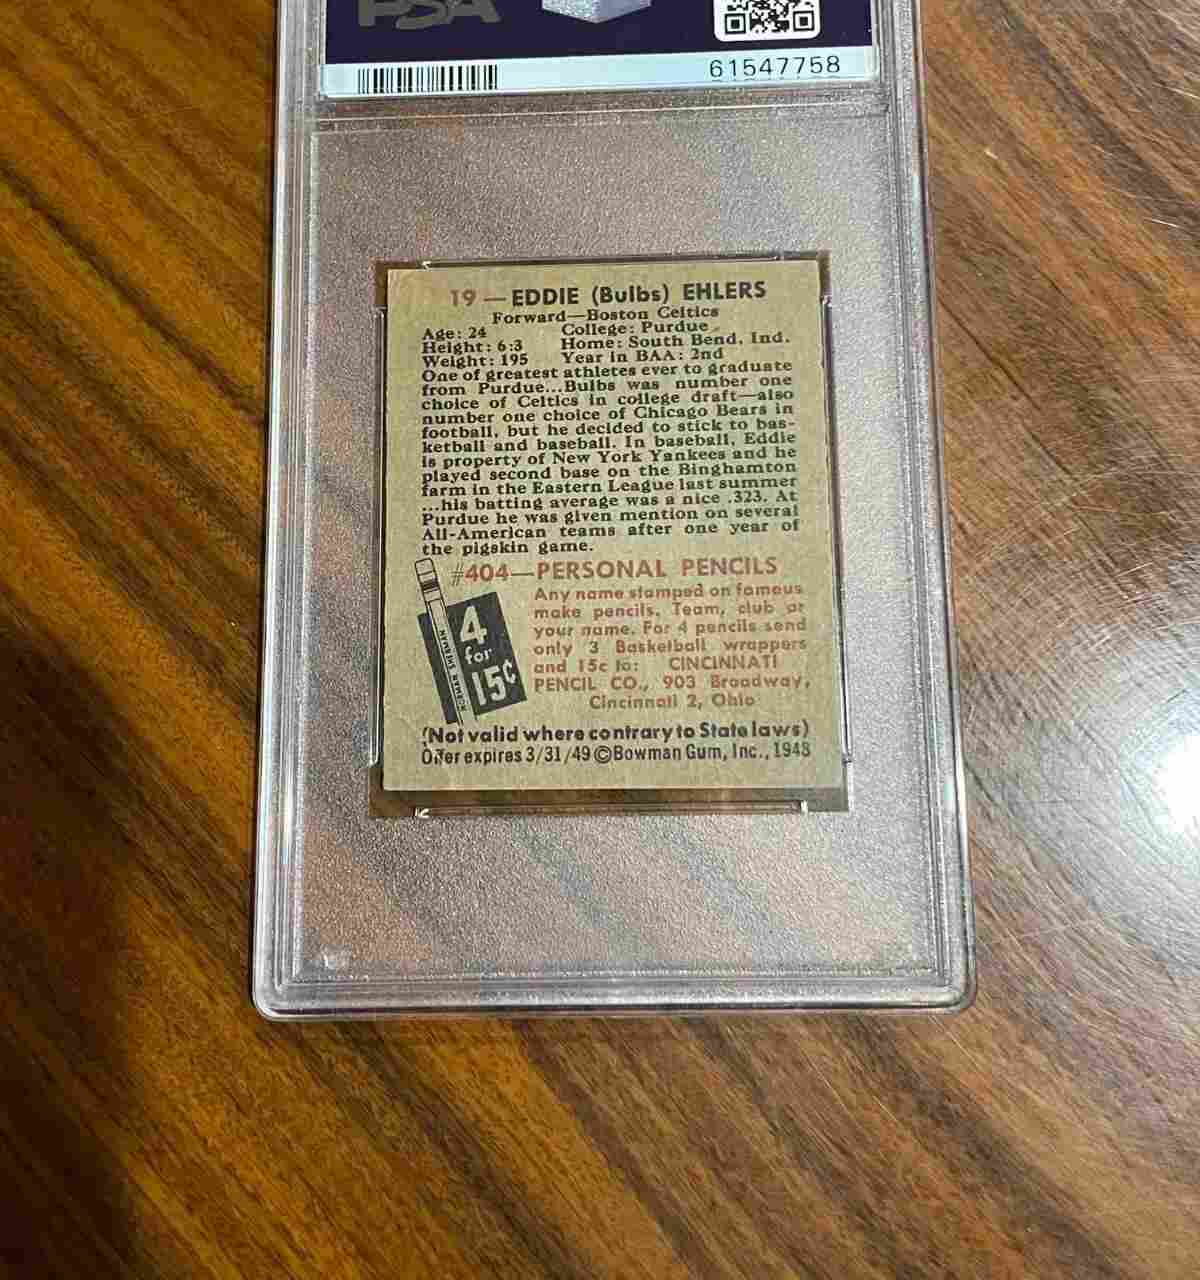 PSA
61547758
19 — EDDIE (Bulbs) EHLERS
Forward—Boston Celtics
Age: 24 College: Purdue
Height: 6:3 Home: South Bend, Ind.
Weight: 195 Year in BAA: 2nd
One of greatest athletes ever to graduate
from Purdue...Bulbs was number one
choice of Celtics in college draft—also
number one choice of Chicago Bears in
football, but he decided to stick to bas-
ketball and baseball. In baseball, Eddie
is property of New York Yankees and he
played second base on the Binghamton
farm in the Eastern League last summer
...his batting average was a nice .323. At
Purdue he was given mention on several
All-American teams after one year of
the pigskin game.
#404—PERSONAL PENCILS
Any name stamped on famous
make pencils. Team, club or
your name. For 4 pencils send
only 3 Basketball wrappers
and 15c to: CINCINNATI
PENCIL CO., 903 Broadway,
Cincinnati 2, Ohio
4
for
15¢
NORMAN SHERMAN
(Not valid where contrary to State laws)
Offer expires 3/31/49 ©Bowman Gum, Inc., 1948